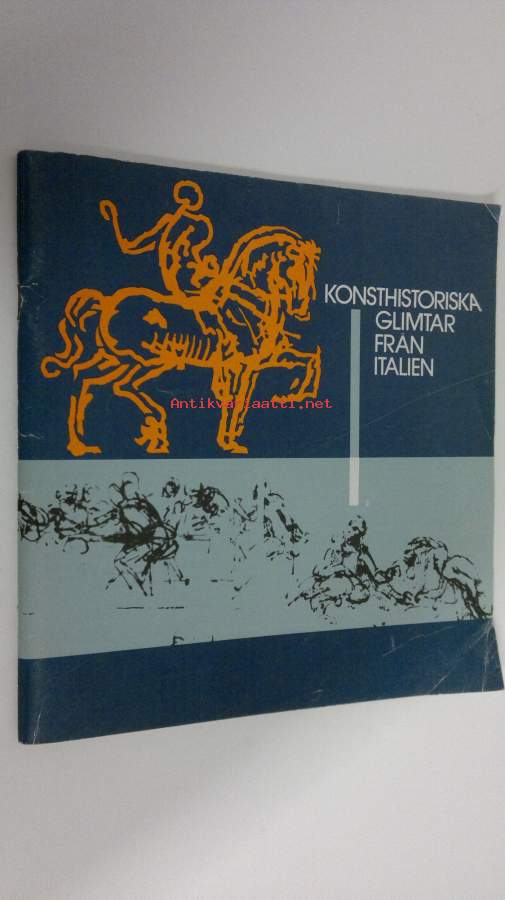 KONSTHISTORISKA
GLIMTAR
FRÅN
ITALIEN
Antikvariaatti.net